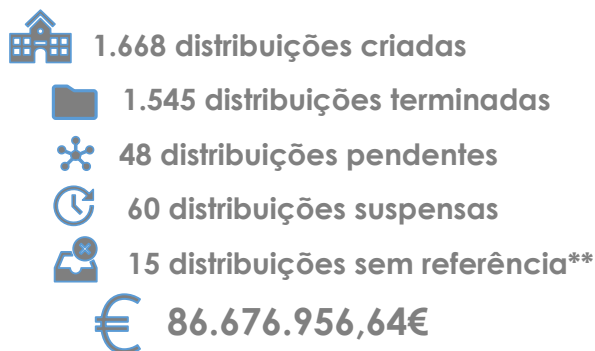 1.668 distribuições criadas
1.545 distribuições terminadas
48 distribuições pendentes
60 distribuições suspensas
15 distribuições sem referência**
86.676.956,64€